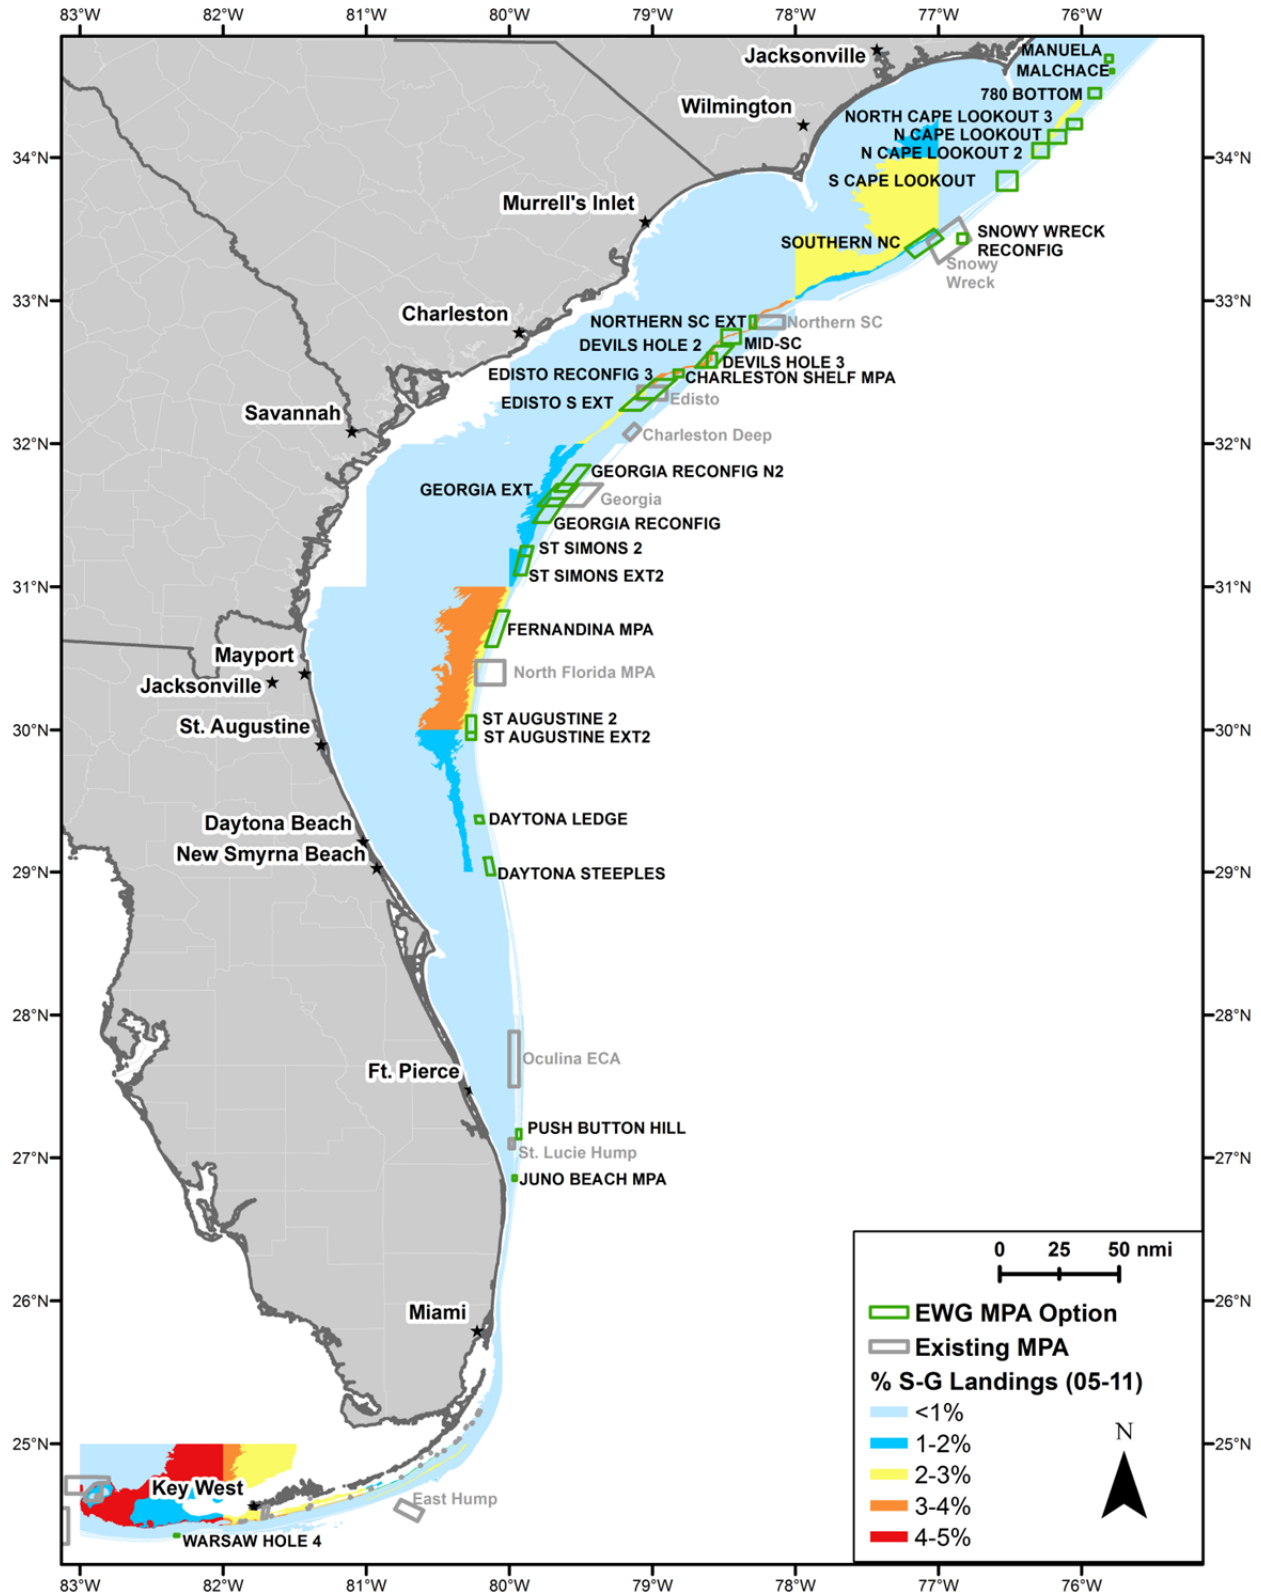 83°W 82°W 81°W 80°W 79°W 78°W 77°W 76°W
Jacksonville
MANUELA
MALCHACE
780 BOTTOM
Wilmington
NORTH CAPE LOOKOUT 3
N CAPE LOOKOUT
N CAPE LOOKOUT 2
34°N 34°N
S CAPE LOOKOUT
Murrell's Inlet
SNOWY WRECK
RECONFIG
SOUTHERN NC
Snowy
Wreck
33°N 33°N
Charleston
NORTHERN SC EXT
Northern SC
DEVILS HOLE 2
MID-SC
DEVILS HOLE 3
EDISTO RECONFIG 3
CHARLESTON SHELF MPA
EDISTO S EXT
Edisto
Savannah
Charleston Deep
32°N 32°N
GEORGIA RECONFIG N2
GEORGIA EXT
Georgia
GEORGIA RECONFIG
ST SIMONS 2
ST SIMONS EXT2
31°N 31°N
FERNANDINA MPA
Mayport
North Florida MPA
Jacksonville
ST AUGUSTINE 2
St. Augustine
ST AUGUSTINE EXT2
30°N 30°N
DAYTONA LEDGE
Daytona Beach
New Smyrna Beach
DAYTONA STEEPLES
29°N 29°N
28°N 28°N
Oculina ECA
Ft. Pierce
PUSH BUTTON HILL
St. Lucie Hump
27°N 27°N
JUNO BEACH MPA
26°N 26°N
Miami
25°N 25°N
Key West
East Hump
WARSAW HOLE 4
0 25 50 nmi
EWG MPA Option
Existing MPA
% S-G Landings (05-11)
<1%
1-2%
2-3%
3-4%
4-5%
N
83°W 82°W 81°W 80°W 79°W 78°W 77°W 76°W